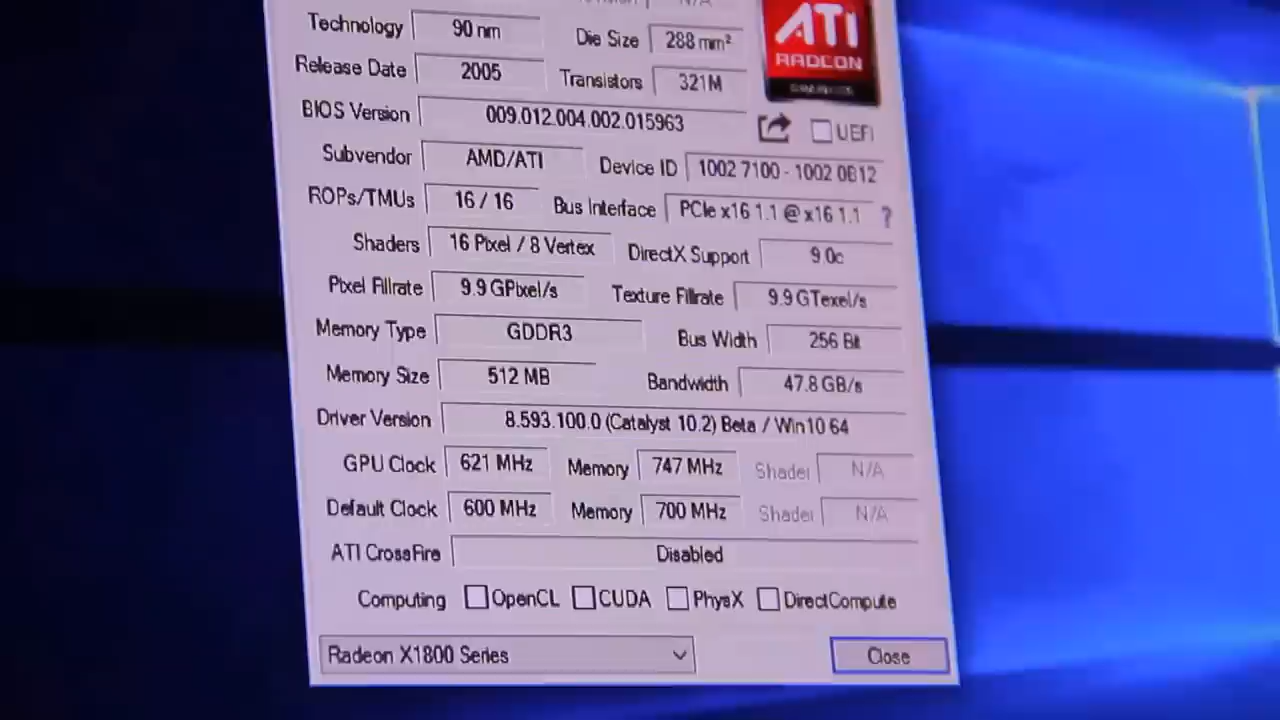 Technology 90 nm Die Size 288 mm²
ATI
RADEON
Release Date 2005 Transistors 321M
BIOS Version 009.012.004.002.015963 UEFI
Subvendor AMD/ATI Device ID 1002 7100 - 1002 0B12
ROPs/TMUs 16 / 16 Bus Interface PCIe x16 1.1 @ x16 1.1 ?
Shaders 16 Pixel / 8 Vertex DirectX Support 9.0c
Pixel Fillrate 9.9 GPixel/s Texture Fillrate 9.9 GTexel/s
Memory Type GDDR3 Bus Width 256 Bit
Memory Size 512 MB Bandwidth 47.8 GB/s
Driver Version 8.593.100.0 (Catalyst 10.2) Beta / Win10 64
GPU Clock 621 MHz Memory 747 MHz Shader N/A
Default Clock 600 MHz Memory 700 MHz Shader N/A
ATI CrossFire Disabled
Computing OpenCL CUDA PhysX DirectCompute
Radeon X1800 Series Close